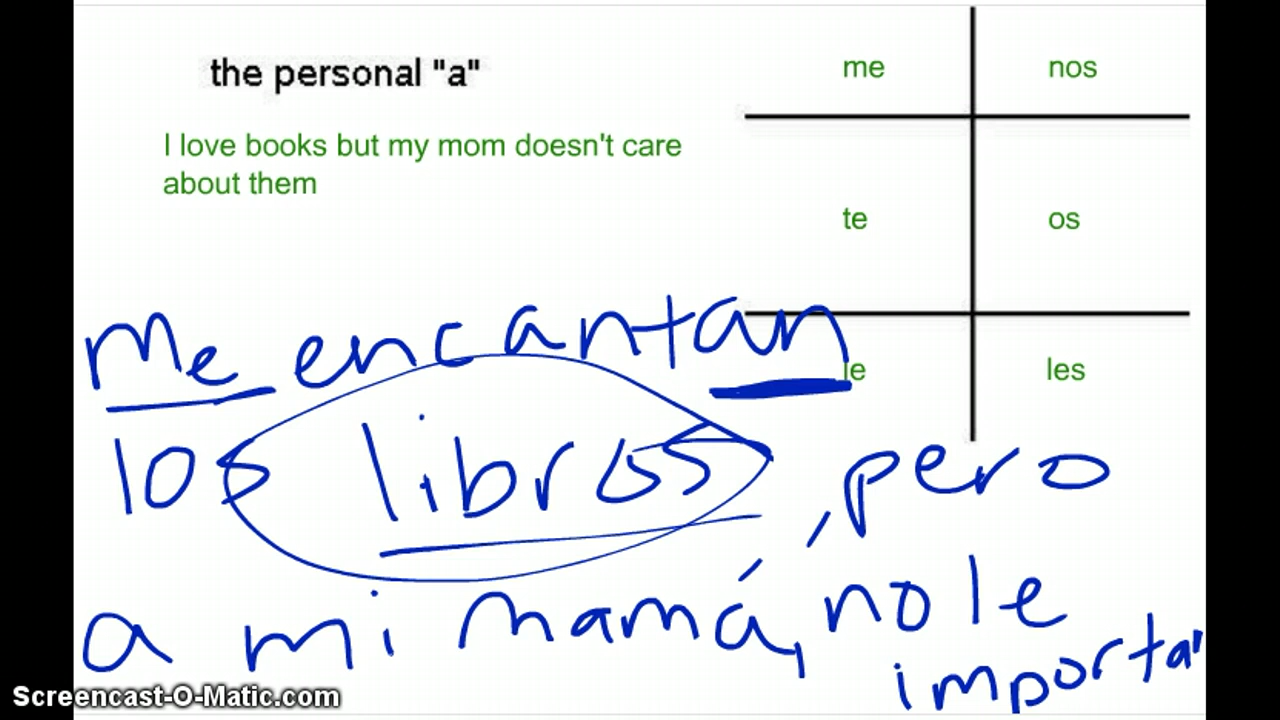 the personal "a"
me nos
I love books but my mom doesn't care
about them
te os
me encantan
le les
los libros, pero
a mi mamá, no le
importa
Screencast-O-Matic.com